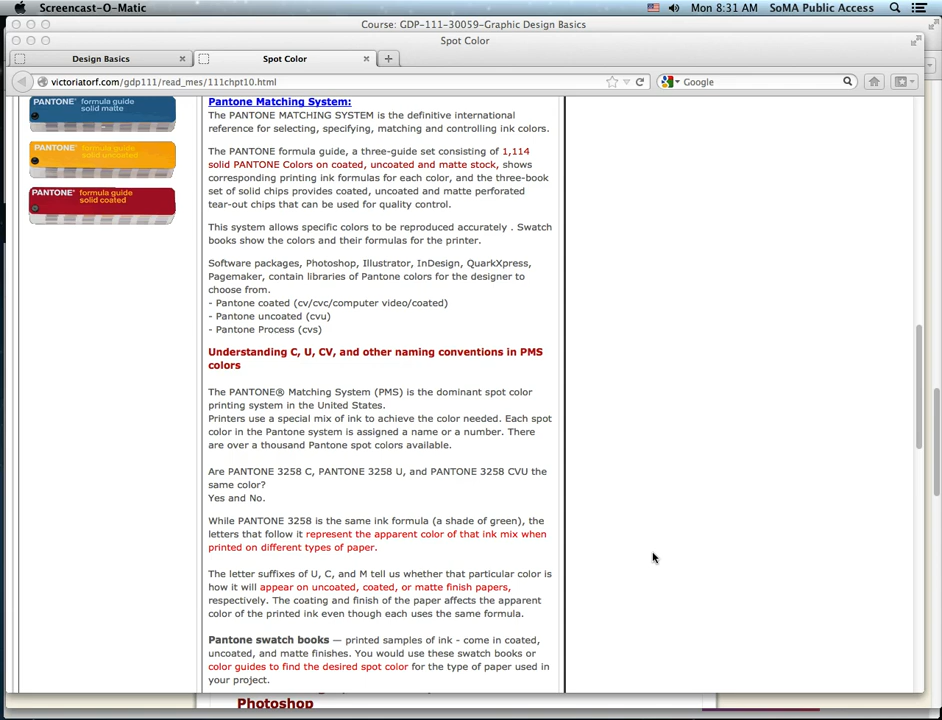 Screencast-O-Matic
Mon 8:31 AM SoMA Public Access
Course: GDP-111-30059-Graphic Design Basics
Spot Color
Design Basics
Spot Color
victoriatorf.com/gdp111/read_mes/111chpt10.html
Google
PANTONE® formula guide
solid matte
PANTONE® formula guide
solid uncoated
PANTONE® formula guide
solid coated
Pantone Matching System:
The PANTONE MATCHING SYSTEM is the definitive international
reference for selecting, specifying, matching and controlling ink colors.
The PANTONE formula guide, a three-guide set consisting of 1,114
solid PANTONE Colors on coated, uncoated and matte stock, shows
corresponding printing ink formulas for each color, and the three-book
set of solid chips provides coated, uncoated and matte perforated
tear-out chips that can be used for quality control.
This system allows specific colors to be reproduced accurately . Swatch
books show the colors and their formulas for the printer.
Software packages, Photoshop, Illustrator, InDesign, QuarkXpress,
Pagemaker, contain libraries of Pantone colors for the designer to
choose from.
- Pantone coated (cv/cvc/computer video/coated)
- Pantone uncoated (cvu)
- Pantone Process (cvs)
Understanding C, U, CV, and other naming conventions in PMS
colors
The PANTONE® Matching System (PMS) is the dominant spot color
printing system in the United States.
Printers use a special mix of ink to achieve the color needed. Each spot
color in the Pantone system is assigned a name or a number. There
are over a thousand Pantone spot colors available.
Are PANTONE 3258 C, PANTONE 3258 U, and PANTONE 3258 CVU the
same color?
Yes and No.
While PANTONE 3258 is the same ink formula (a shade of green), the
letters that follow it represent the apparent color of that ink mix when
printed on different types of paper.
The letter suffixes of U, C, and M tell us whether that particular color is
how it will appear on uncoated, coated, or matte finish papers,
respectively. The coating and finish of the paper affects the apparent
color of the printed ink even though each uses the same formula.
Pantone swatch books — printed samples of ink - come in coated,
uncoated, and matte finishes. You would use these swatch books or
color guides to find the desired spot color for the type of paper used in
your project.
Photoshop